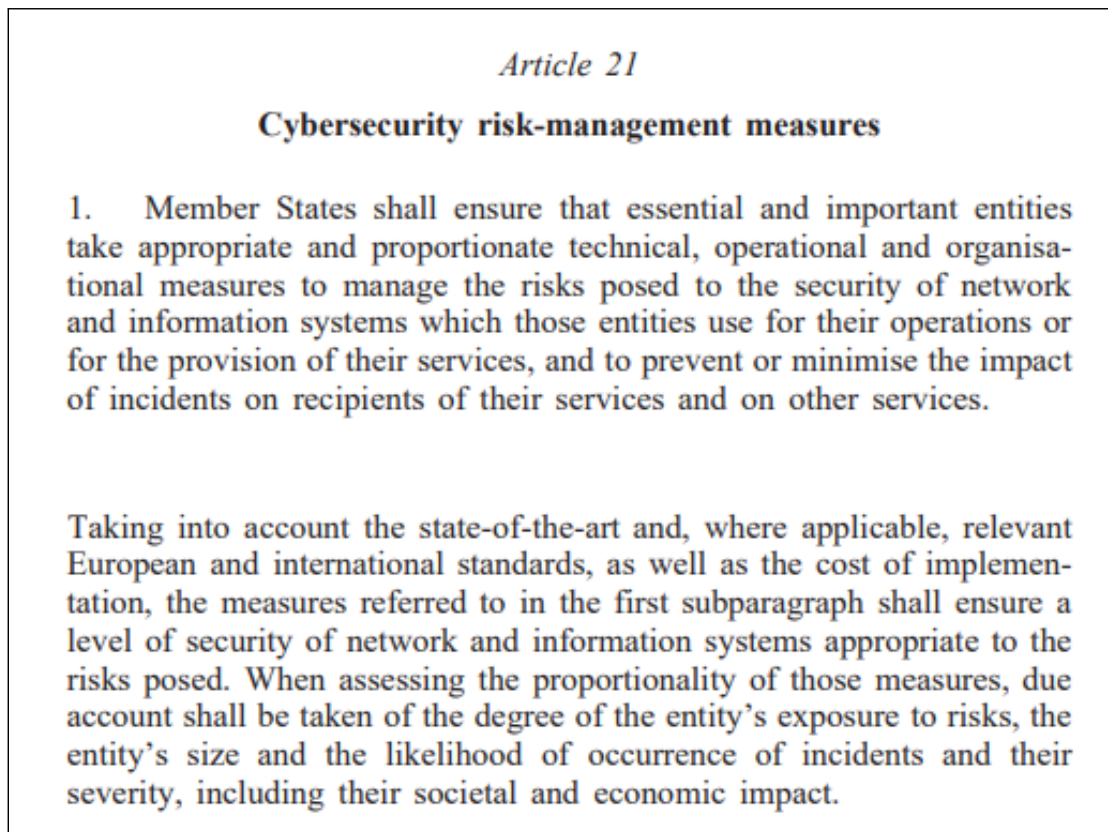 Article 21
Cybersecurity risk-management measures
1. Member States shall ensure that essential and important entities
take appropriate and proportionate technical, operational and organisa-
tional measures to manage the risks posed to the security of network
and information systems which those entities use for their operations or
for the provision of their services, and to prevent or minimise the impact
of incidents on recipients of their services and on other services.
Taking into account the state-of-the-art and, where applicable, relevant
European and international standards, as well as the cost of implemen-
tation, the measures referred to in the first subparagraph shall ensure a
level of security of network and information systems appropriate to the
risks posed. When assessing the proportionality of those measures, due
account shall be taken of the degree of the entity’s exposure to risks, the
entity’s size and the likelihood of occurrence of incidents and their
severity, including their societal and economic impact.